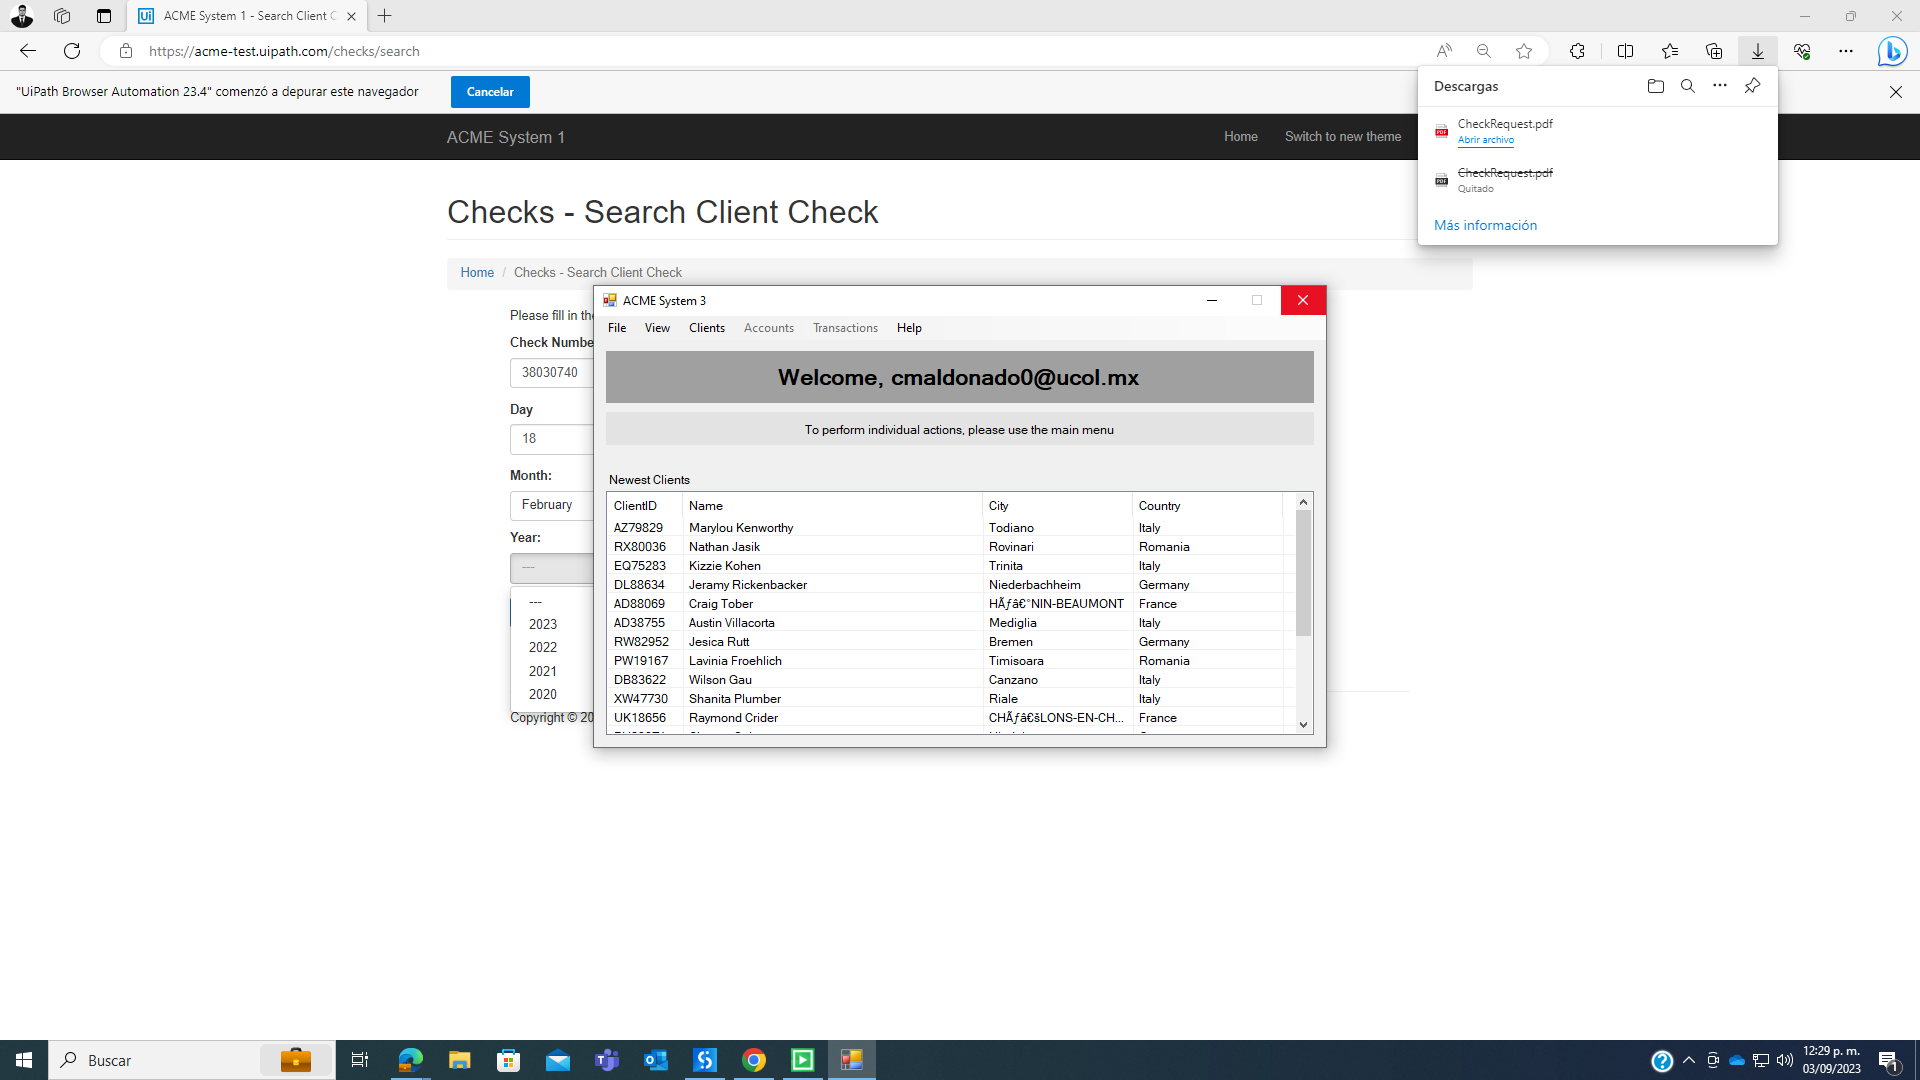 ACME System 1 - Search Client C
https://acme-test.uipath.com/checks/search
"UiPath Browser Automation 23.4" comenzó a depurar este navegador
Cancelar
Descargas
CheckRequest.pdf
Abrir archivo
CheckRequest.pdf
Quitado
Más información
ACME System 1
Home
Switch to new theme
Checks - Search Client Check
Home / Checks - Search Client Check
Please fill in the
Check Numbe
38030740
Day
18
Month:
February
Year:
---
---
2023
2022
2021
2020
Copyright © 20
ACME System 3
File View Clients Accounts Transactions Help
Welcome, cmaldonado0@ucol.mx
To perform individual actions, please use the main menu
Newest Clients
ClientID Name City Country
AZ79829 Marylou Kenworthy Todiano Italy
RX80036 Nathan Jasik Rovinari Romania
EQ75283 Kizzie Kohen Trinita Italy
DL88634 Jeramy Rickenbacker Niederbachheim Germany
AD88069 Craig Tober HÃƒâ€°NIN-BEAUMONT France
AD38755 Austin Villacorta Mediglia Italy
RW82952 Jesica Rutt Bremen Germany
PW19167 Lavinia Froehlich Timisoara Romania
DB83622 Wilson Gau Canzano Italy
XW47730 Shanita Plumber Riale Italy
UK18656 Raymond Crider CHÃƒâ€šLONS-EN-CH... France
Buscar
12:29 p. m.
03/09/2023
1